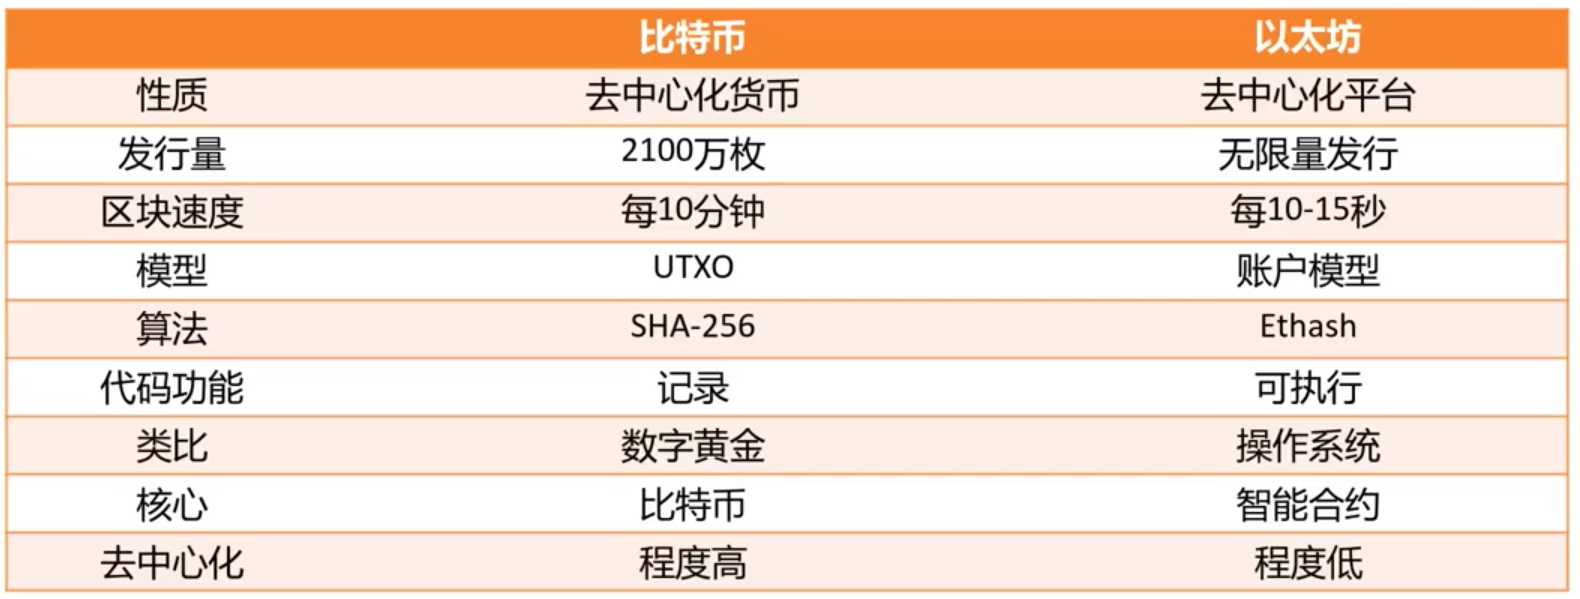 比特币 以太坊
性质 去中心化货币 去中心化平台
发行量 2100万枚 无限量发行
区块速度 每10分钟 每10-15秒
模型 UTXO 账户模型
算法 SHA-256 Ethash
代码功能 记录 可执行
类比 数字黄金 操作系统
核心 比特币 智能合约
去中心化 程度高 程度低